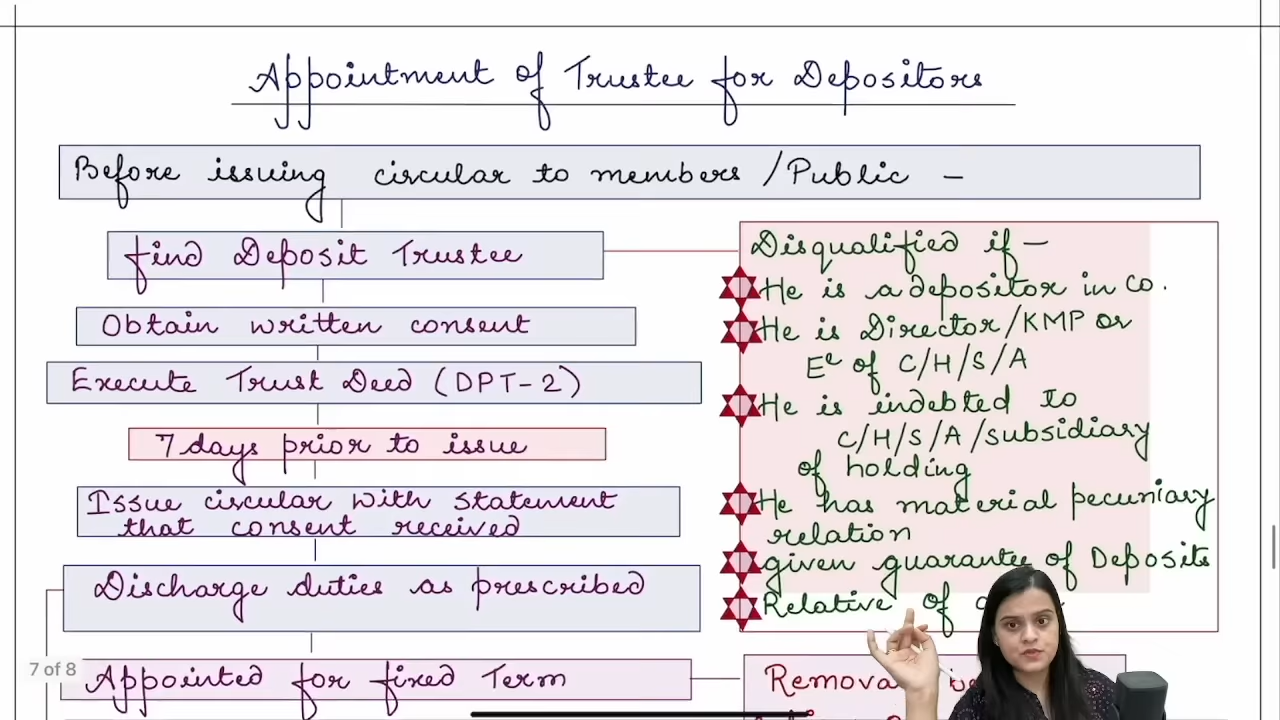 Appointment of Trustee for Depositors
Before issuing circular to members /Public -
find Deposit Trustee
Obtain written consent
Execute Trust Deed (DPT-2)
7 days prior to issue
Issue circular with statement
that consent received
Discharge duties as prescribed
7 of 8
Appointed for fixed Term
Disqualified if -
He is a depositor in co.
He is Director/KMP or
Eᵉ of C/H/S/A
He is indebted to
C/H/S/A/subsidiary
of holding
He has material pecuniary
relation
given guarantee of Deposits
Relative of